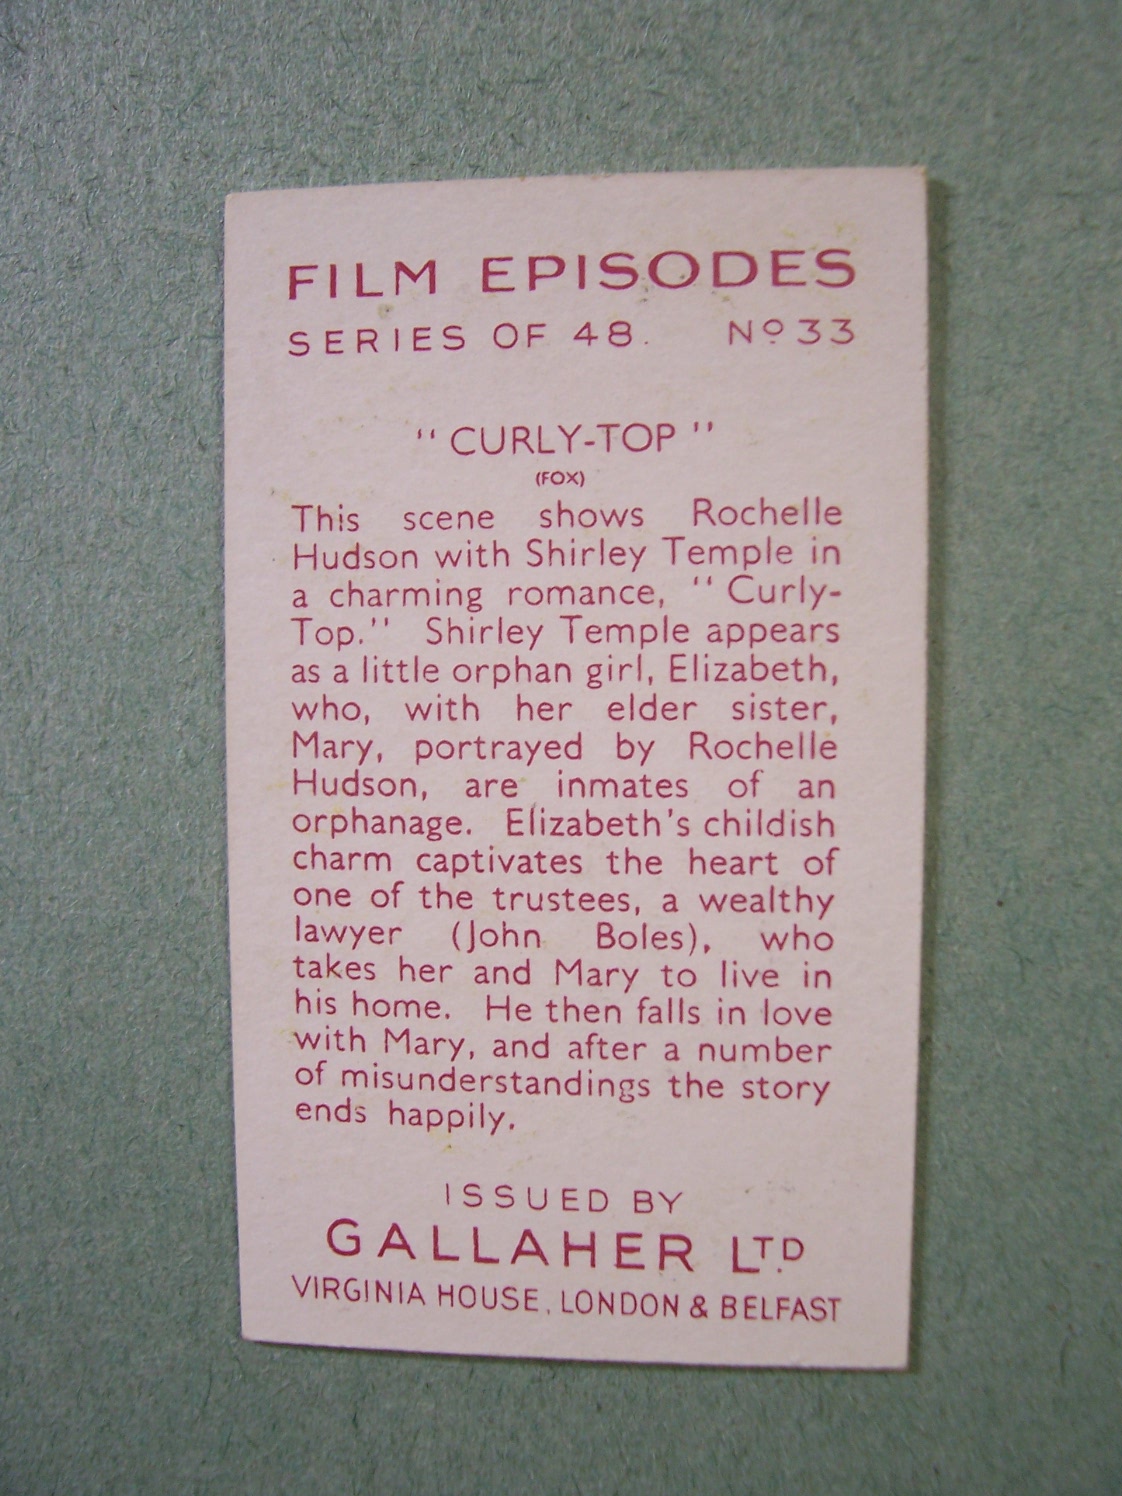 FILM EPISODES
SERIES OF 48. Nº 33
"CURLY-TOP"
(FOX)
This scene shows Rochelle
Hudson with Shirley Temple in
a charming romance, "Curly-
Top." Shirley Temple appears
as a little orphan girl, Elizabeth,
who, with her elder sister,
Mary, portrayed by Rochelle
Hudson, are inmates of an
orphanage. Elizabeth's childish
charm captivates the heart of
one of the trustees, a wealthy
lawyer (John Boles), who
takes her and Mary to live in
his home. He then falls in love
with Mary, and after a number
of misunderstandings the story
ends happily.
ISSUED BY
GALLAHER LTD
VIRGINIA HOUSE, LONDON & BELFAST